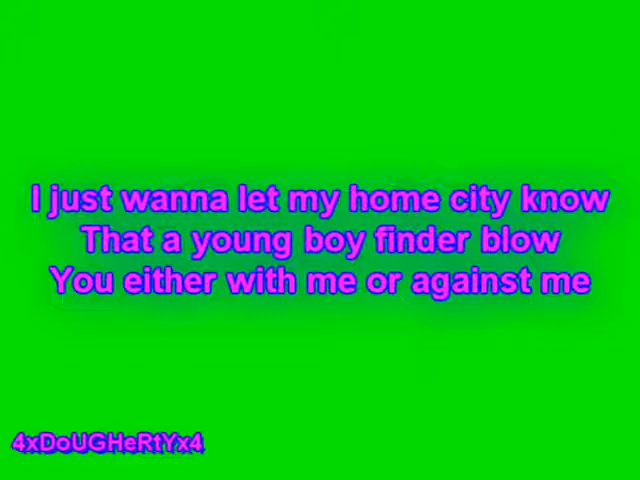 I just wanna let my home city know
That a young boy finder blow
You either with me or against me
4xDoUGHeRtYx4